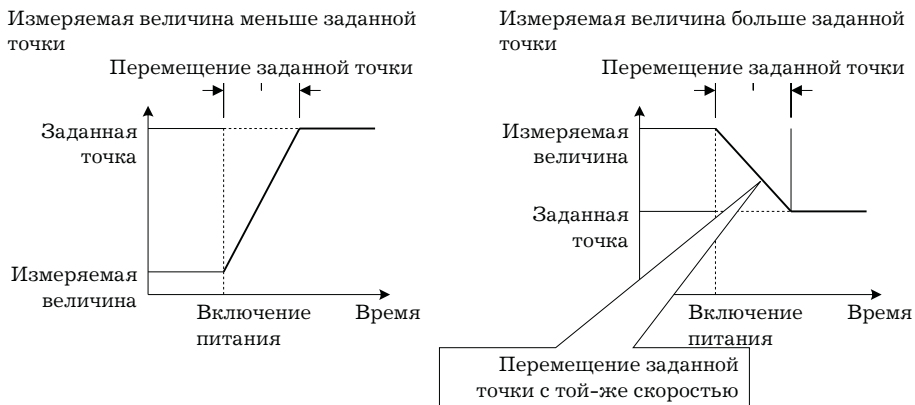 Измеряемая величина меньше заданной
точки
Перемещение заданной точки
Заданная
точка
Измеряемая
величина
Включение
питания
Время
Измеряемая величина больше заданной
точки
Перемещение заданной точки
Измеряемая
величина
Заданная
точка
Включение
питания
Время
Перемещение заданной
точки с той-же скоростью